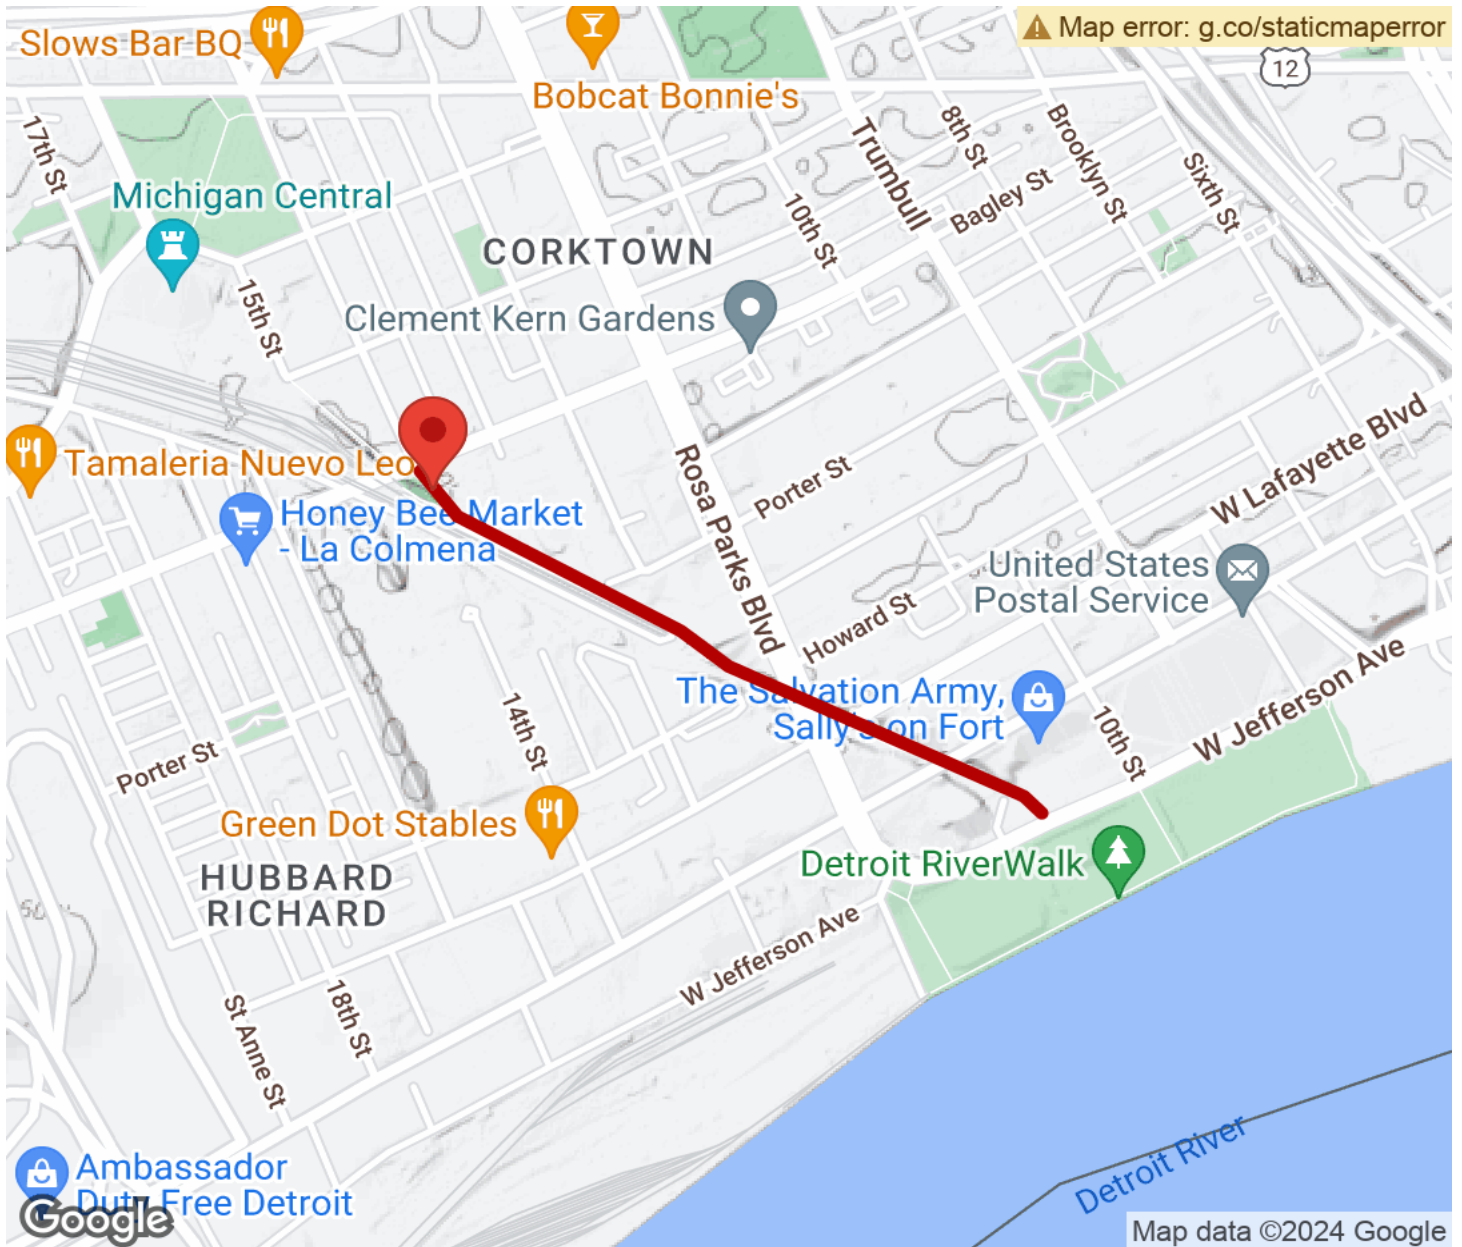 Map error: g.co/staticmaperror
Slows Bar BQ
12
Bobcat Bonnie's
17th St
Trumbull
8th St
Brooklyn St
Sixth St
Michigan Central
Bagley St
10th St
CORKTOWN
15th St
Clement Kern Gardens
W Lafayette Blvd
Tamaleria Nuevo Leo
Rosa Parks Blvd
Porter St
Honey Bee Market
- La Colmena
United States
Postal Service
Howard St
W Jefferson Ave
The Salvation Army,
Sally's on Fort
14th St
10th St
Porter St
Green Dot Stables
Detroit RiverWalk
HUBBARD
RICHARD
W Jefferson Ave
St Anne St
18th St
Ambassador
Duty Free Detroit
Detroit River
Google
Map data ©2024 Google